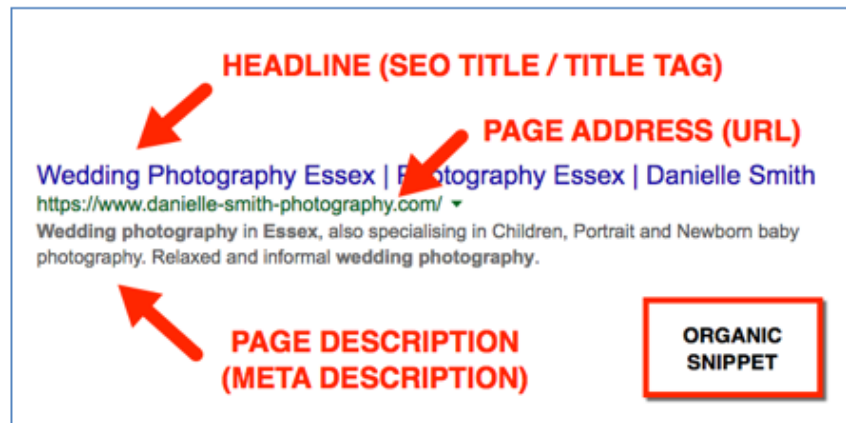 HEADLINE (SEO TITLE / TITLE TAG)
PAGE ADDRESS (URL)
Wedding Photography Essex | Photography Essex | Danielle Smith
https://www.danielle-smith-photography.com/
Wedding photography in Essex, also specialising in Children, Portrait and Newborn baby
photography. Relaxed and informal wedding photography.
PAGE DESCRIPTION
(META DESCRIPTION)
ORGANIC
SNIPPET